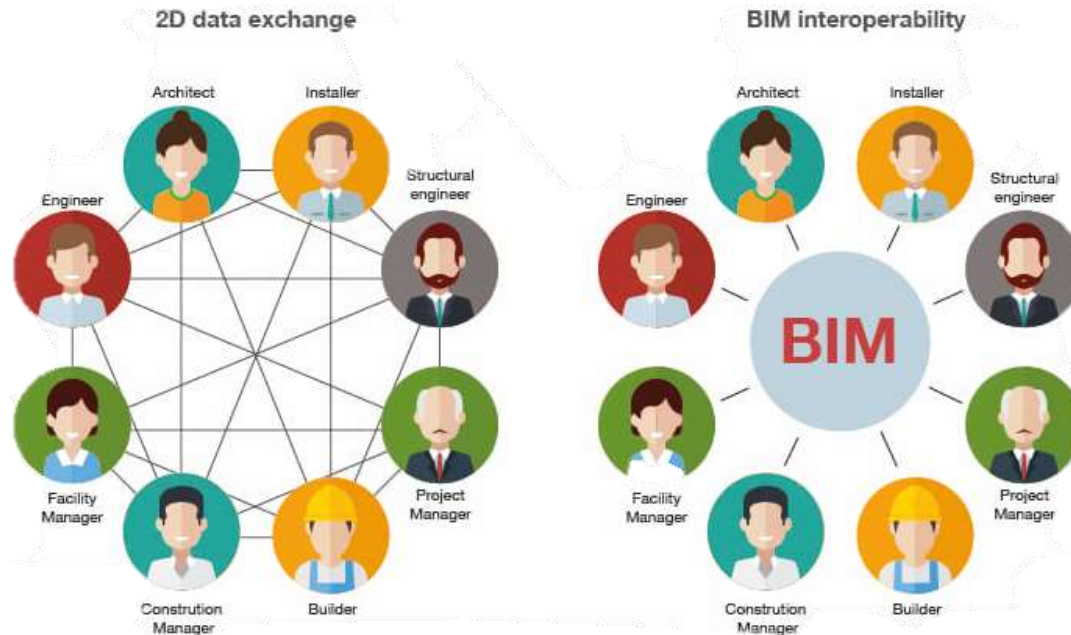 2D data exchange
Architect
Installer
Structural
engineer
Engineer
Facility
Manager
Project
Manager
Constrution
Manager
Builder
BIM interoperability
Architect
Installer
Structural
engineer
Engineer
BIM
Facility
Manager
Project
Manager
Constrution
Manager
Builder